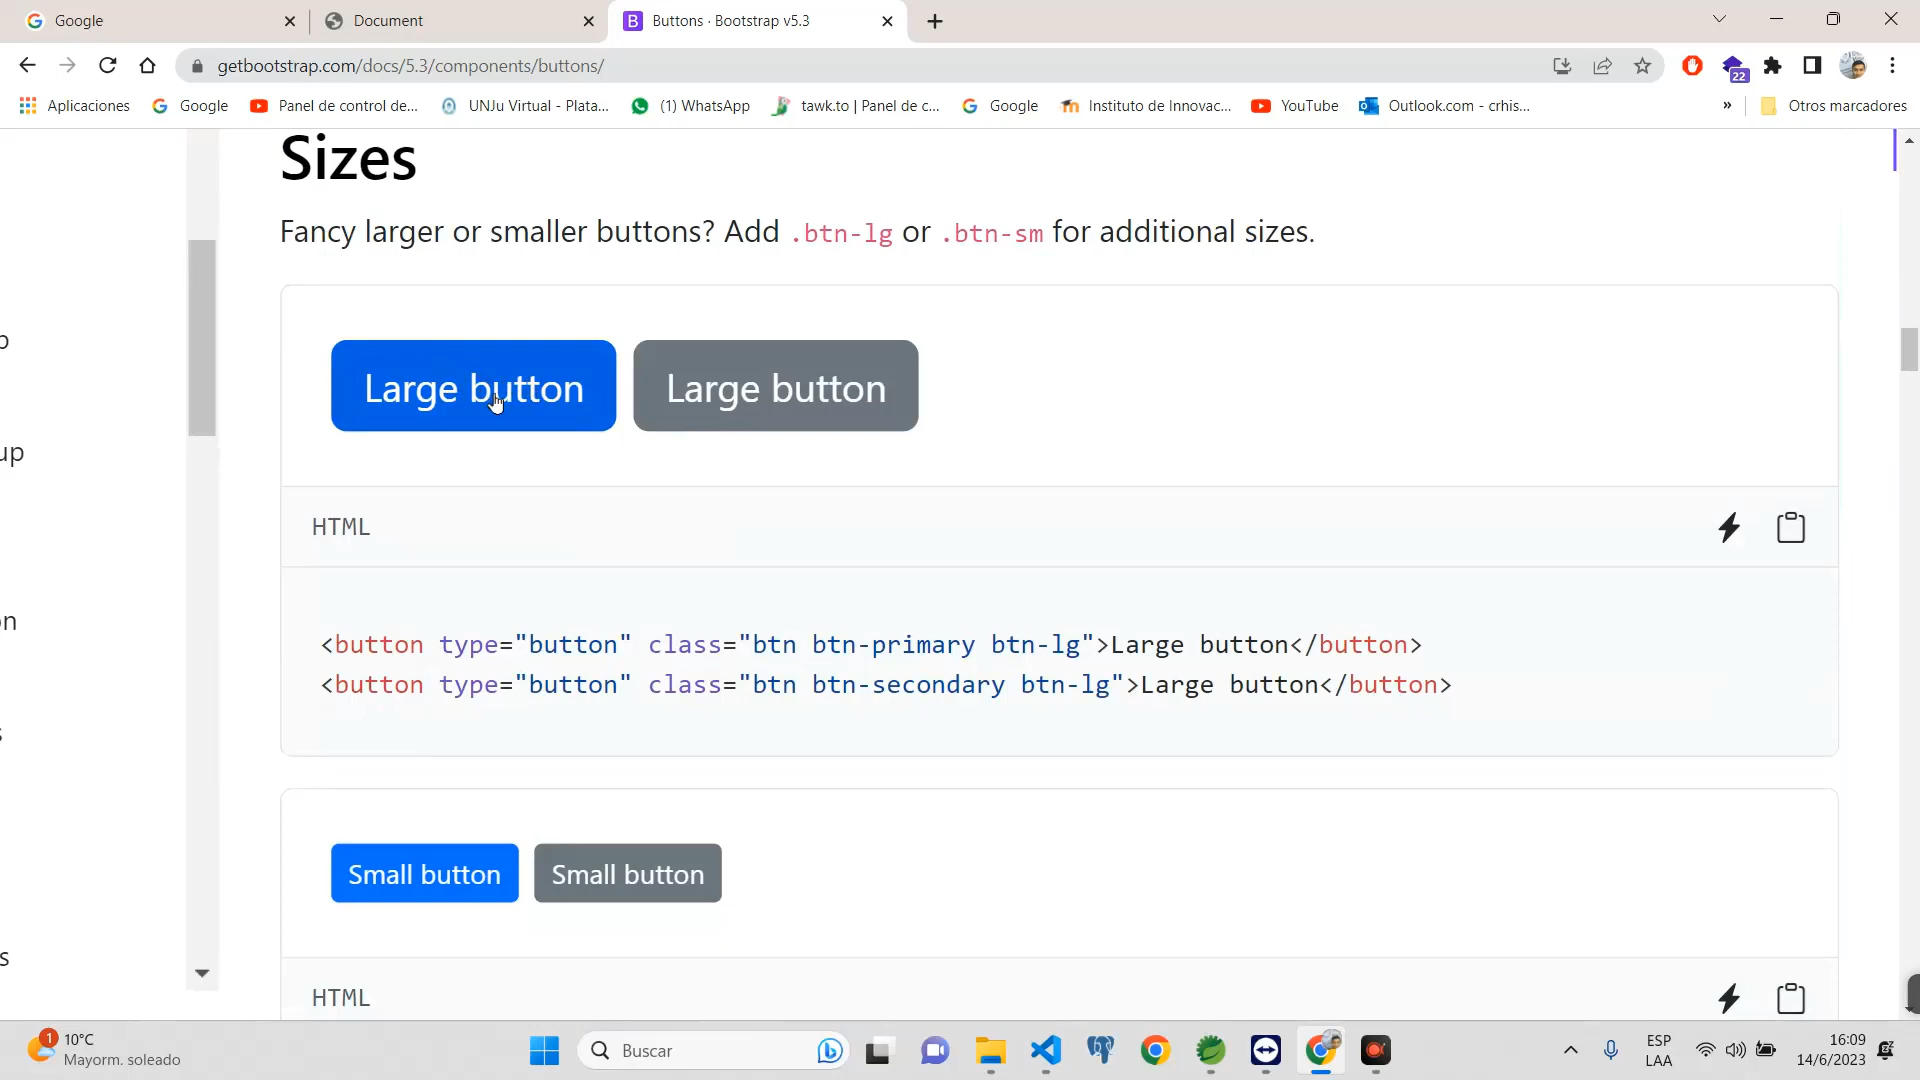 Google
Document
Buttons · Bootstrap v5.3
getbootstrap.com/docs/5.3/components/buttons/
22
Aplicaciones
Google
Panel de control de...
UNJu Virtual - Plata...
(1) WhatsApp
tawk.to | Panel de c...
Google
Instituto de Innovac...
YouTube
Outlook.com - crhis...
»
Otros marcadores
Sizes
Fancy larger or smaller buttons? Add .btn-lg or .btn-sm for additional sizes.
Large button
Large button
HTML
<button type="button" class="btn btn-primary btn-lg">Large button</button>
<button type="button" class="btn btn-secondary btn-lg">Large button</button>
Small button
Small button
HTML
up
on
s
s
1
10°C
Mayorm. soleado
Buscar
ESP
LAA
16:09
14/6/2023